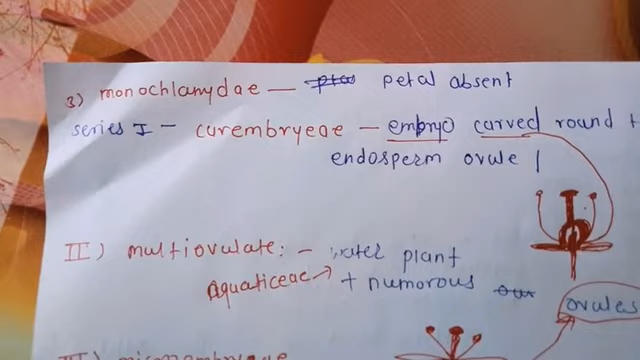 3) monochlamydae — petal absent
series I - curembryeae - embryo curved round +
endosperm ovule 1
II) multiovulate: - water plant
Aquaticeae → + numorous
ovules